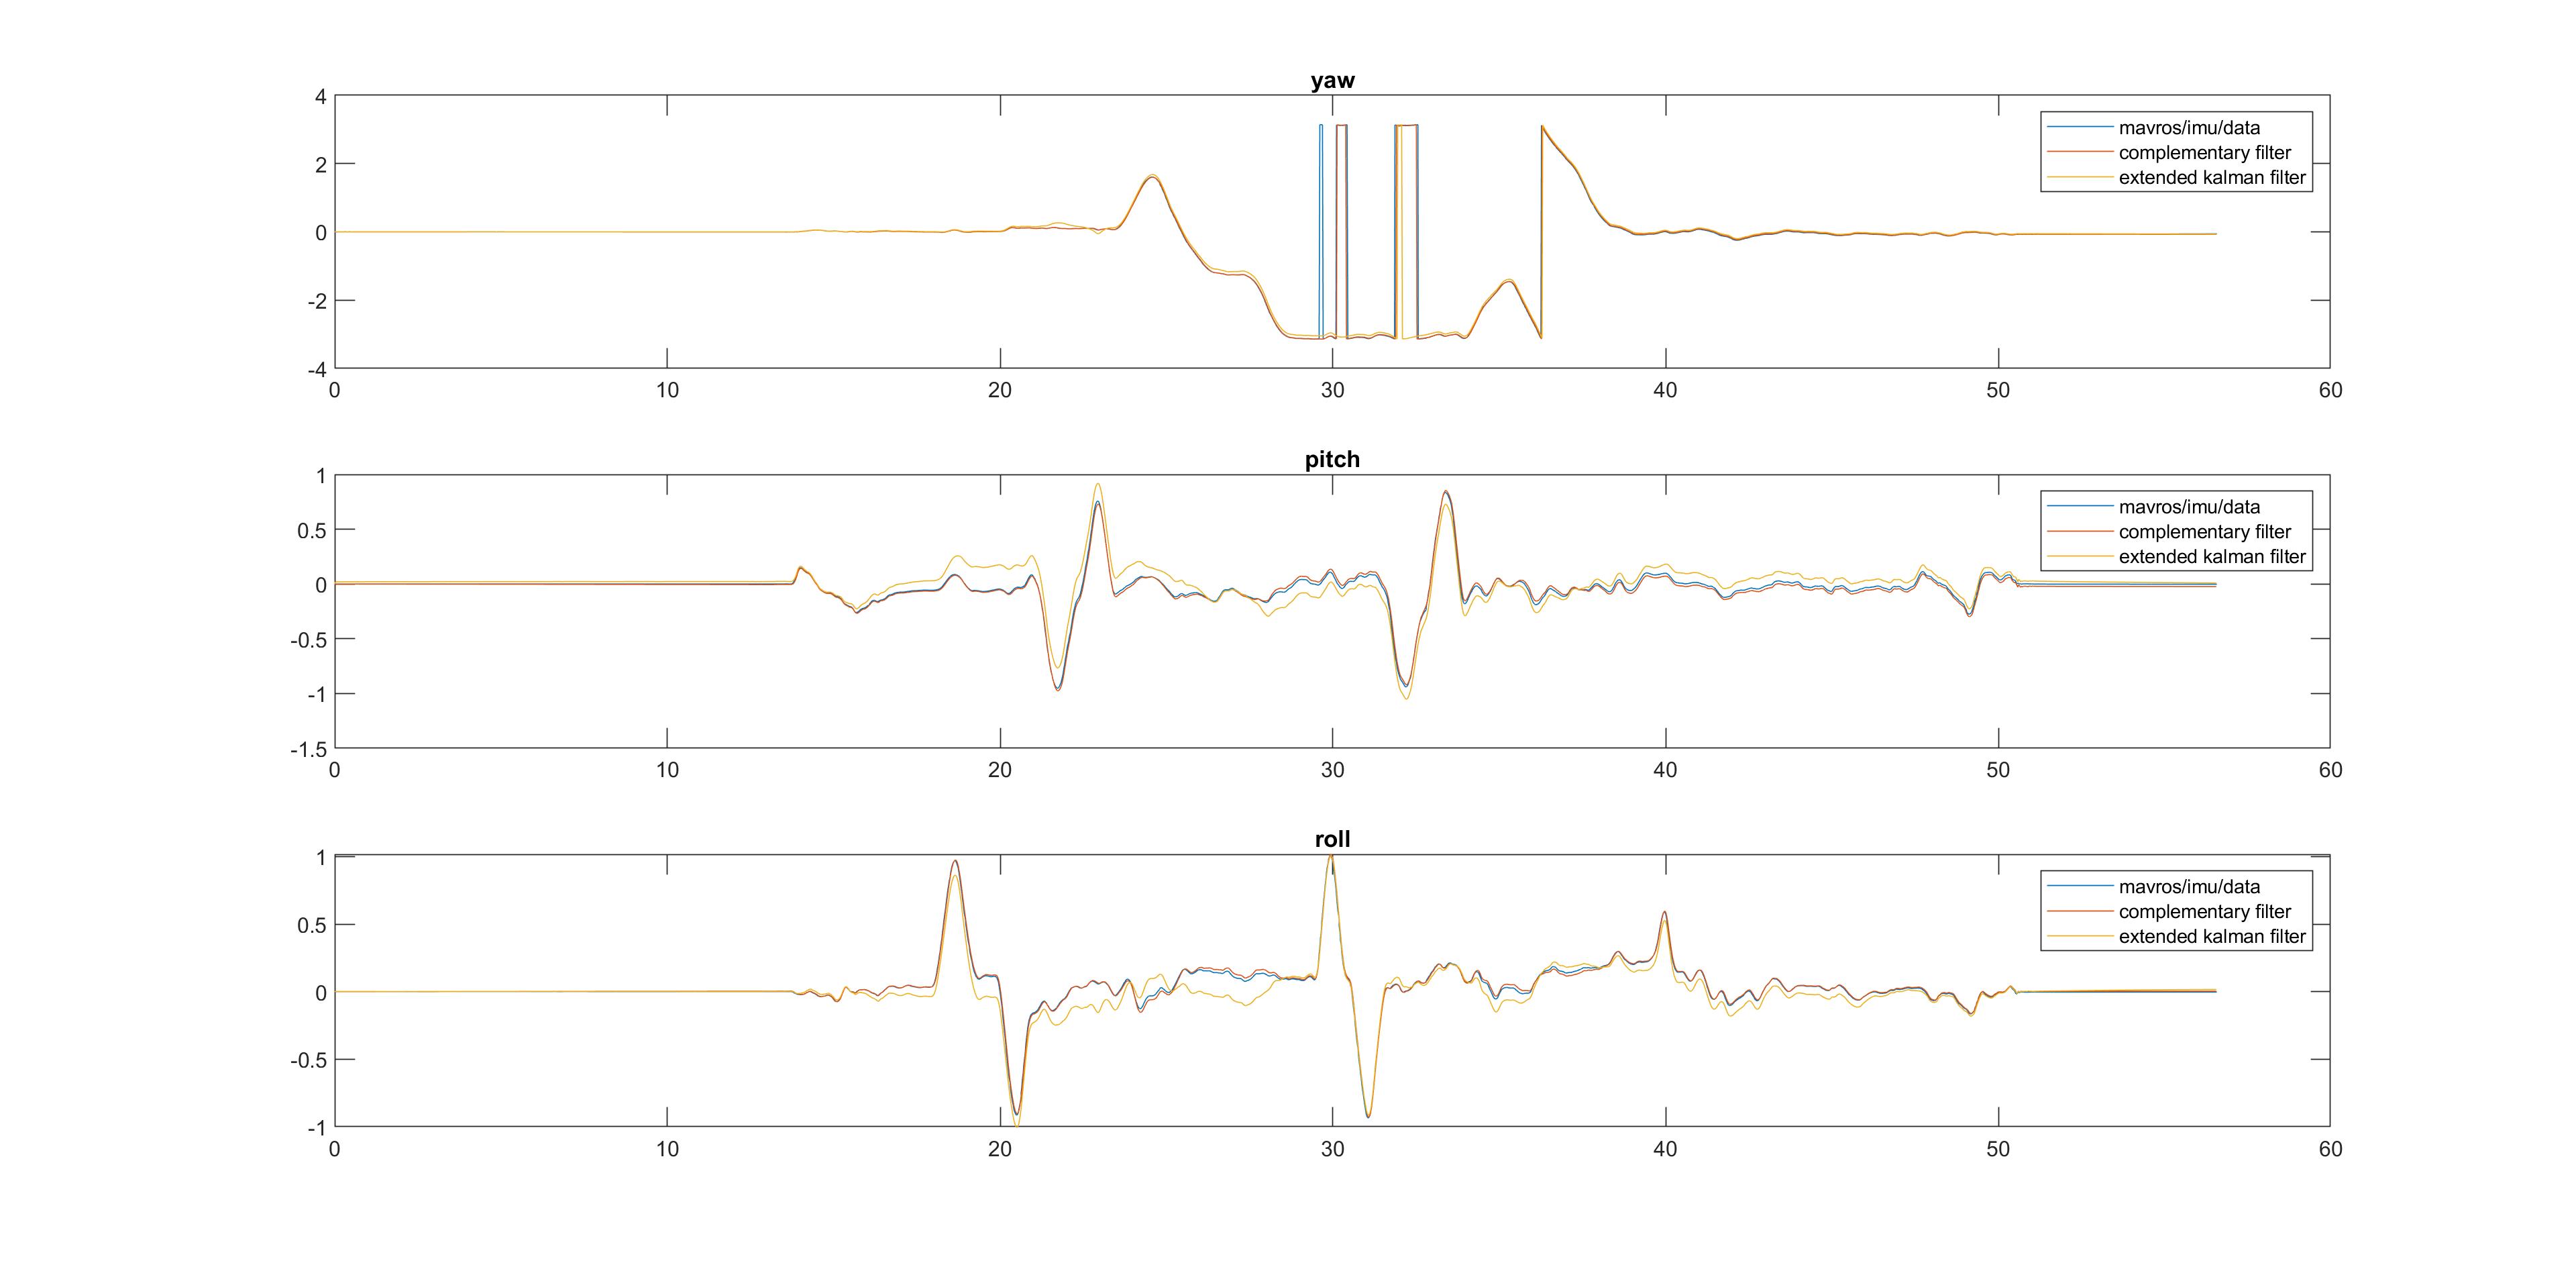 yaw
4
2
0
-2
-4
0 10 20 30 40 50 60
mavros/imu/data
complementary filter
extended kalman filter
pitch
1
0.5
0
-0.5
-1
-1.5
0 10 20 30 40 50 60
mavros/imu/data
complementary filter
extended kalman filter
roll
1
0.5
0
-0.5
-1
0 10 20 30 40 50 60
mavros/imu/data
complementary filter
extended kalman filter